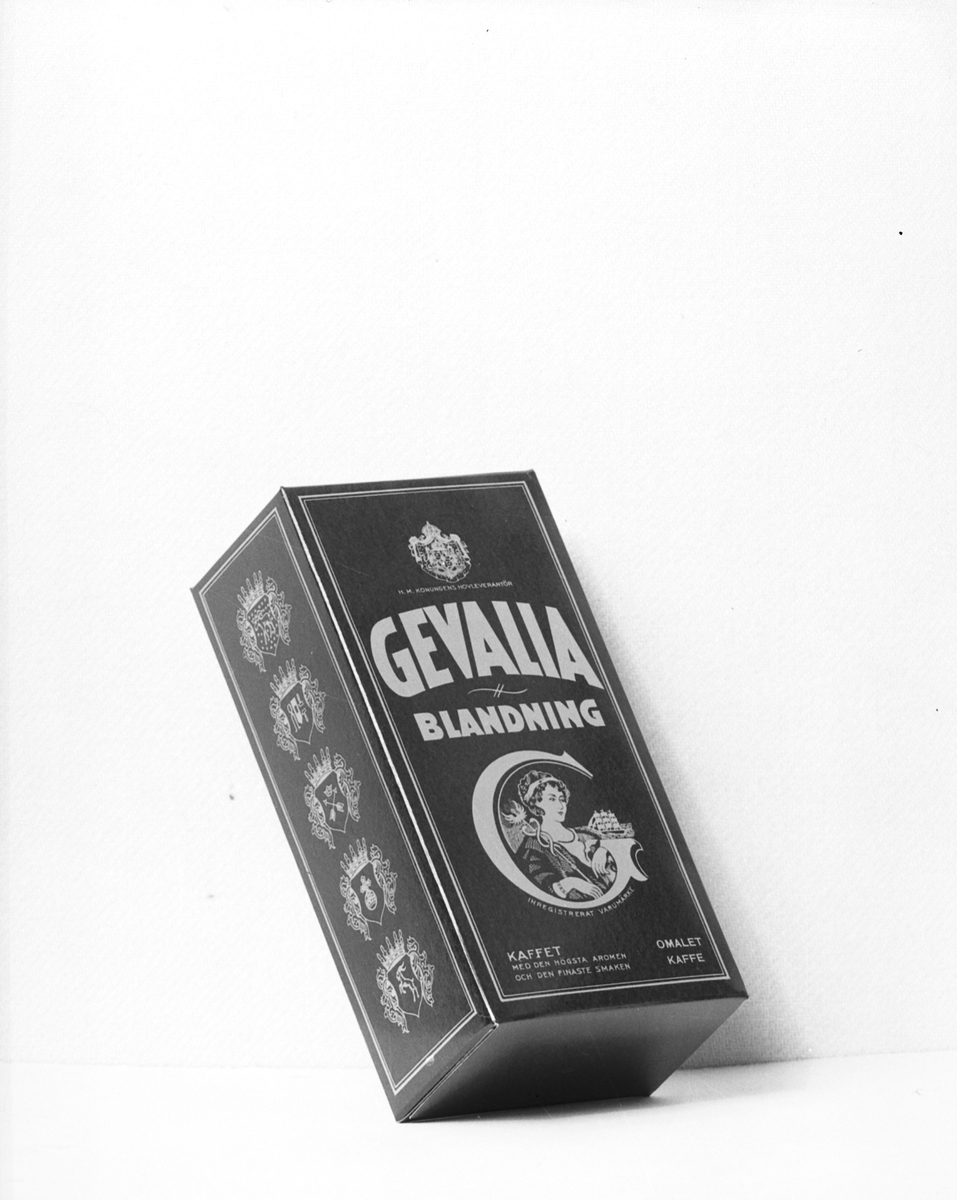 H. M. KONUNGENS HOVLEVERANTÖR
GEVALIA
BLANDNING
G
INREGISTRERAT VARUMÄRKE
KAFFET
MED DEN HÖGSTA AROMEN
OCH DEN FINASTE SMAKEN
OMALET
KAFFE